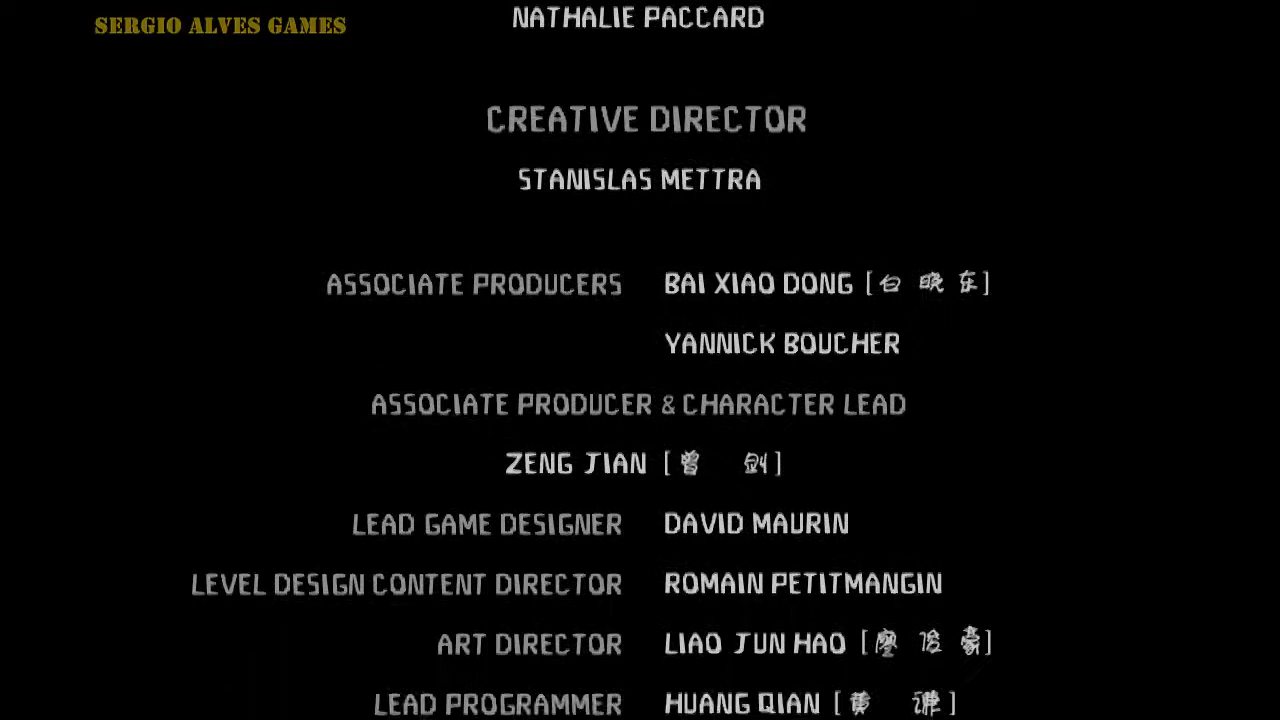 SERGIO ALVES GAMES
NATHALIE PACCARD
CREATIVE DIRECTOR
STANISLAS METTRA
ASSOCIATE PRODUCERS BAI XIAO DONG [白 晓 东]
YANNICK BOUCHER
ASSOCIATE PRODUCER & CHARACTER LEAD
ZENG JIAN [曾 剑]
LEAD GAME DESIGNER DAVID MAURIN
LEVEL DESIGN CONTENT DIRECTOR ROMAIN PETITMANGIN
ART DIRECTOR LIAO JUN HAO [廖 俊 豪]
LEAD PROGRAMMER HUANG QIAN [黄 谦]